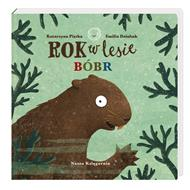 Katarzyna Piętka Emilia Dziubak
ROK w lesie
BÓBR
Nasza Księgarnia